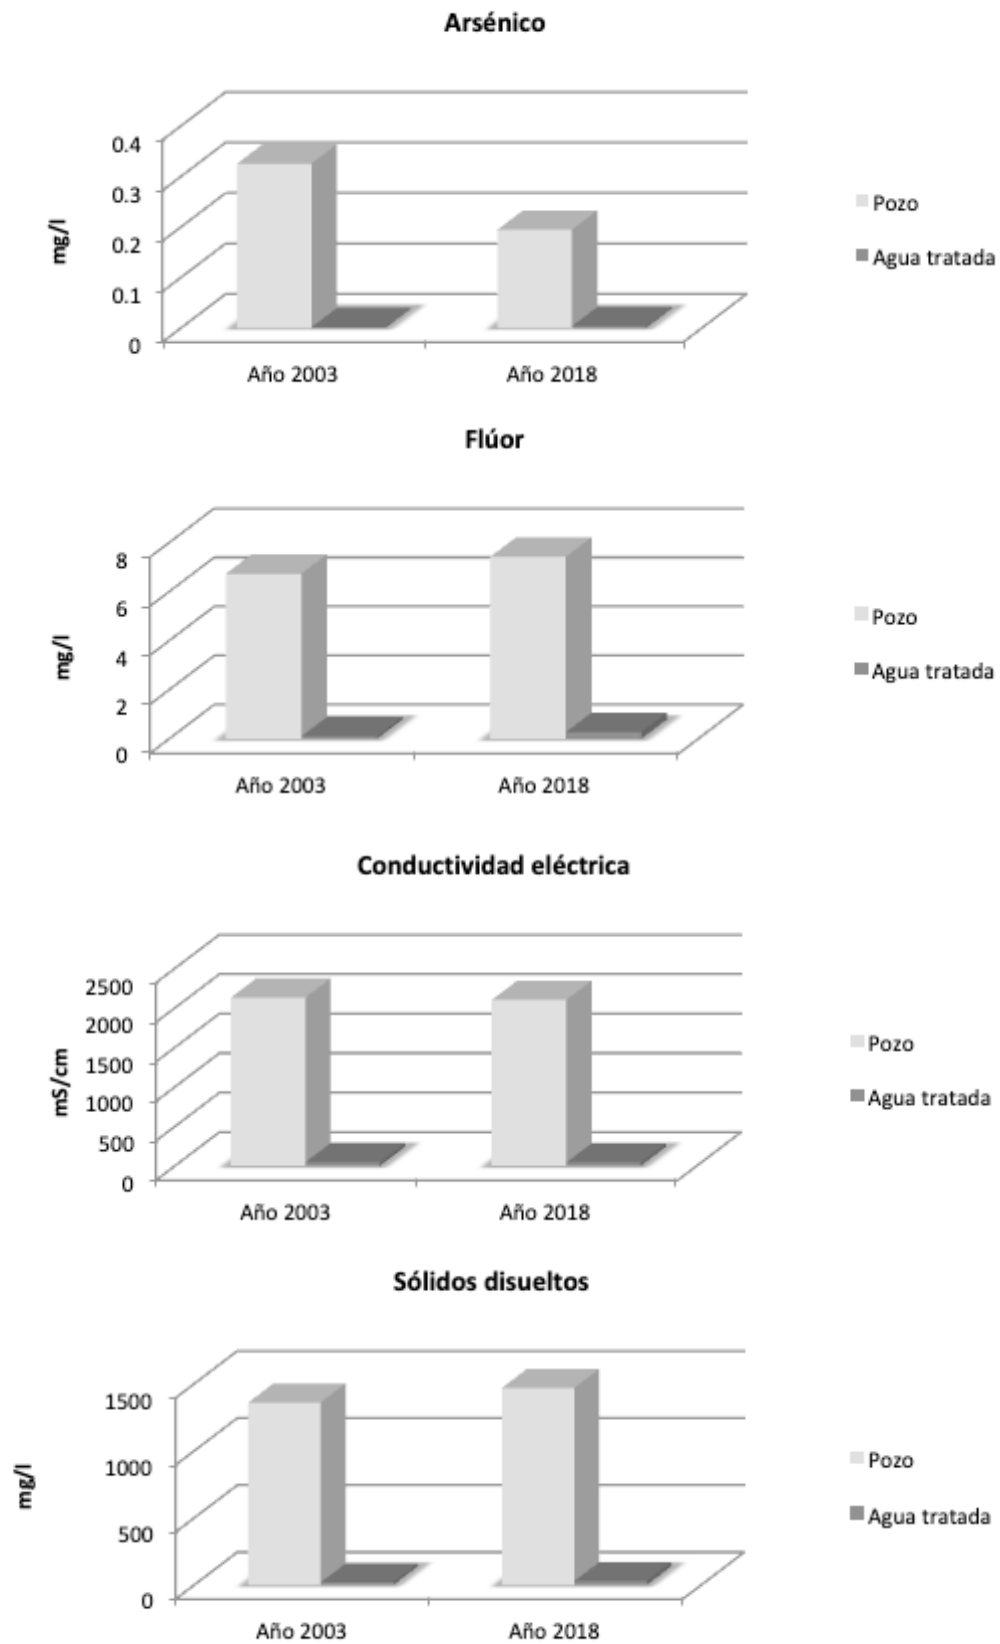 Arsénico
0.4
0.3
0.2
0.1
0
mg/l
Año 2003
Año 2018
Pozo
Agua tratada
Flúor
8
6
4
2
0
mg/l
Año 2003
Año 2018
Pozo
Agua tratada
Conductividad eléctrica
2500
2000
1500
1000
500
0
mS/cm
Año 2003
Año 2018
Pozo
Agua tratada
Sólidos disueltos
1500
1000
500
0
mg/l
Año 2003
Año 2018
Pozo
Agua tratada